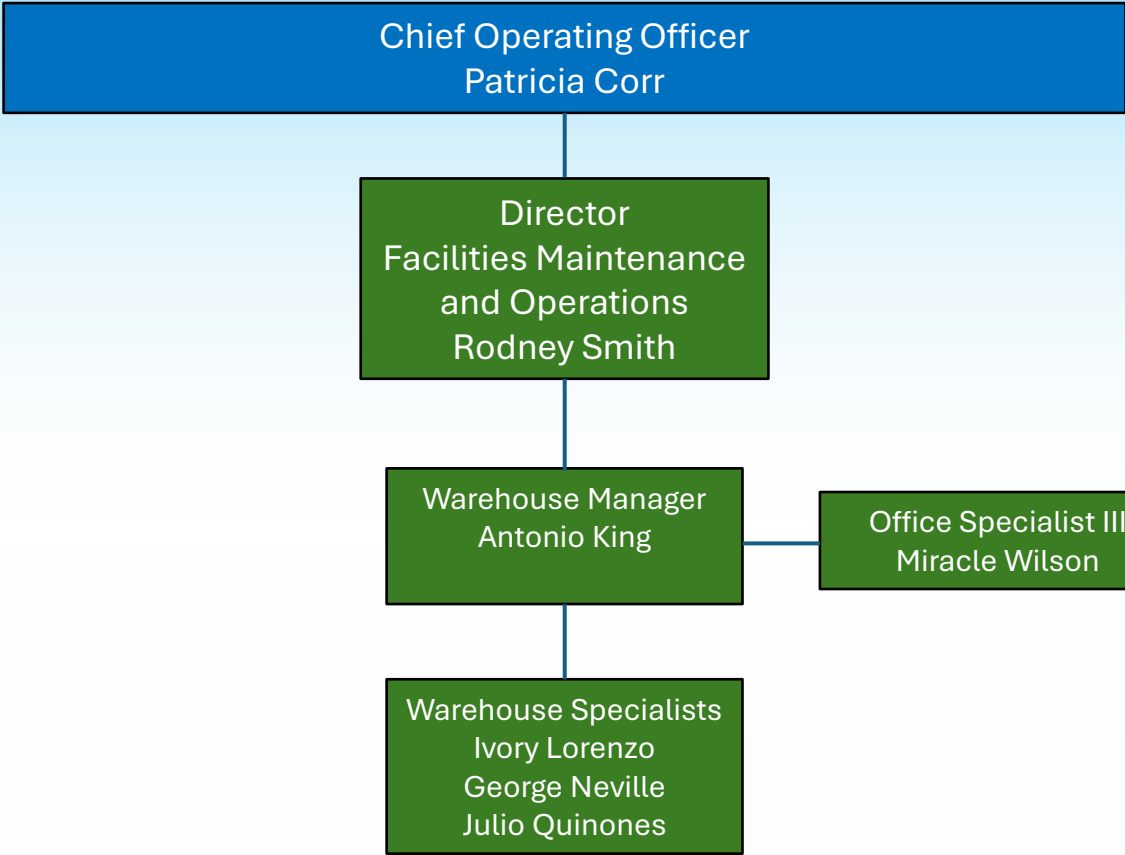 Chief Operating Officer
Patricia Corr
Director
Facilities Maintenance
and Operations
Rodney Smith
Warehouse Manager
Antonio King
Office Specialist III
Miracle Wilson
Warehouse Specialists
Ivory Lorenzo
George Neville
Julio Quinones